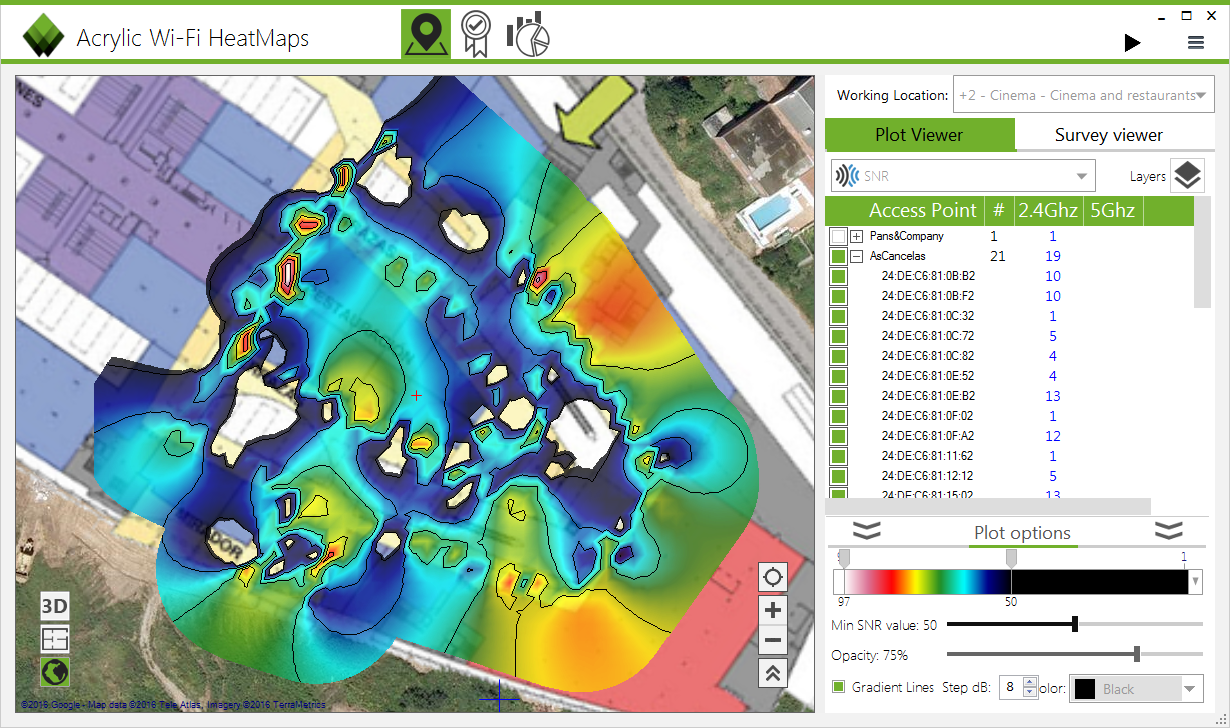 Acrylic Wi-Fi HeatMaps
Working Location: +2 - Cinema - Cinema and restaurants
Plot Viewer Survey viewer
SNR Layers
Access Point # 2.4Ghz 5Ghz
Pans&Company 1 1
AsCancelas 21 19
24:DE:C6:81:0B:B2 10
24:DE:C6:81:0B:F2 10
24:DE:C6:81:0C:32 1
24:DE:C6:81:0C:72 5
24:DE:C6:81:0C:82 4
24:DE:C6:81:0E:52 4
24:DE:C6:81:0E:B2 13
24:DE:C6:81:0F:02 1
24:DE:C6:81:0F:A2 12
24:DE:C6:81:11:62 1
24:DE:C6:81:12:12 5
24:DE:C6:81:15:02 13
Plot options
1
97 50
Min SNR value: 50
Opacity: 75%
Gradient Lines Step dB: 8 olor: Black
NES
MIRADOR
3D
©2016 Google - Map data ©2016 Tele Atlas, Imagery ©2016 TerraMetrics